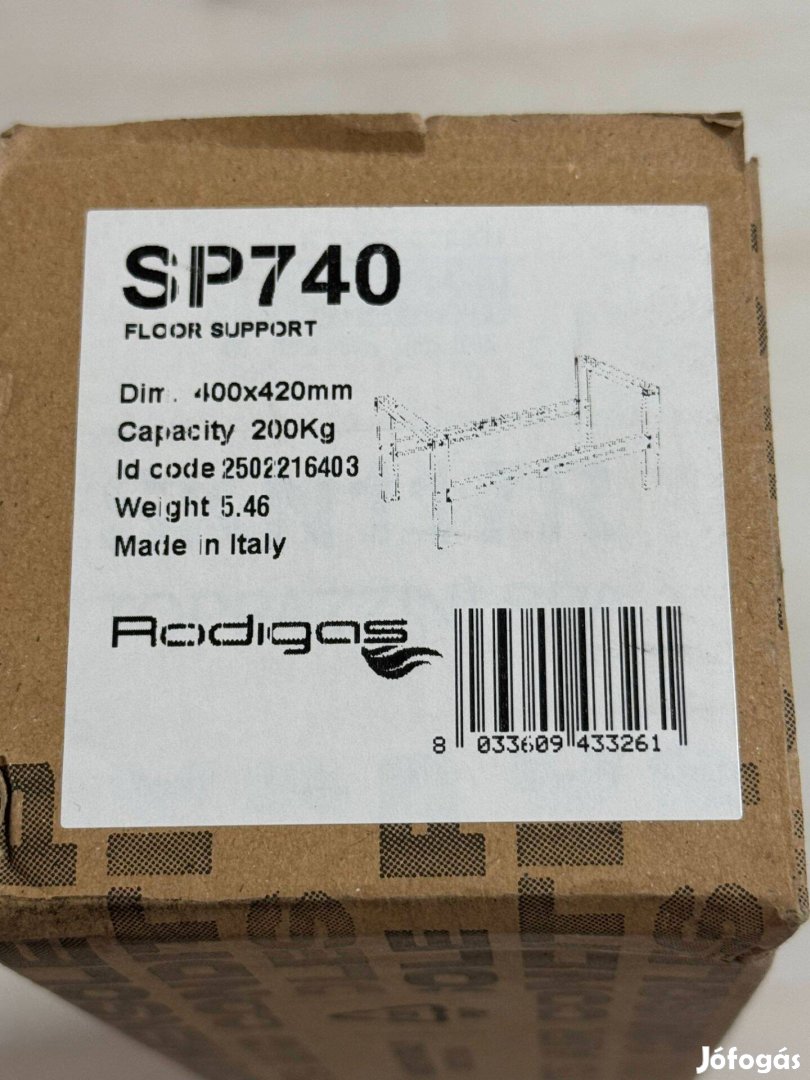 SP740
FLOOR SUPPORT
Dim. 400x420mm
Capacity 200Kg
Id code 2502216403
Weight 5.46
Made in Italy
Rodigas
8 033609 433261
Jófogás